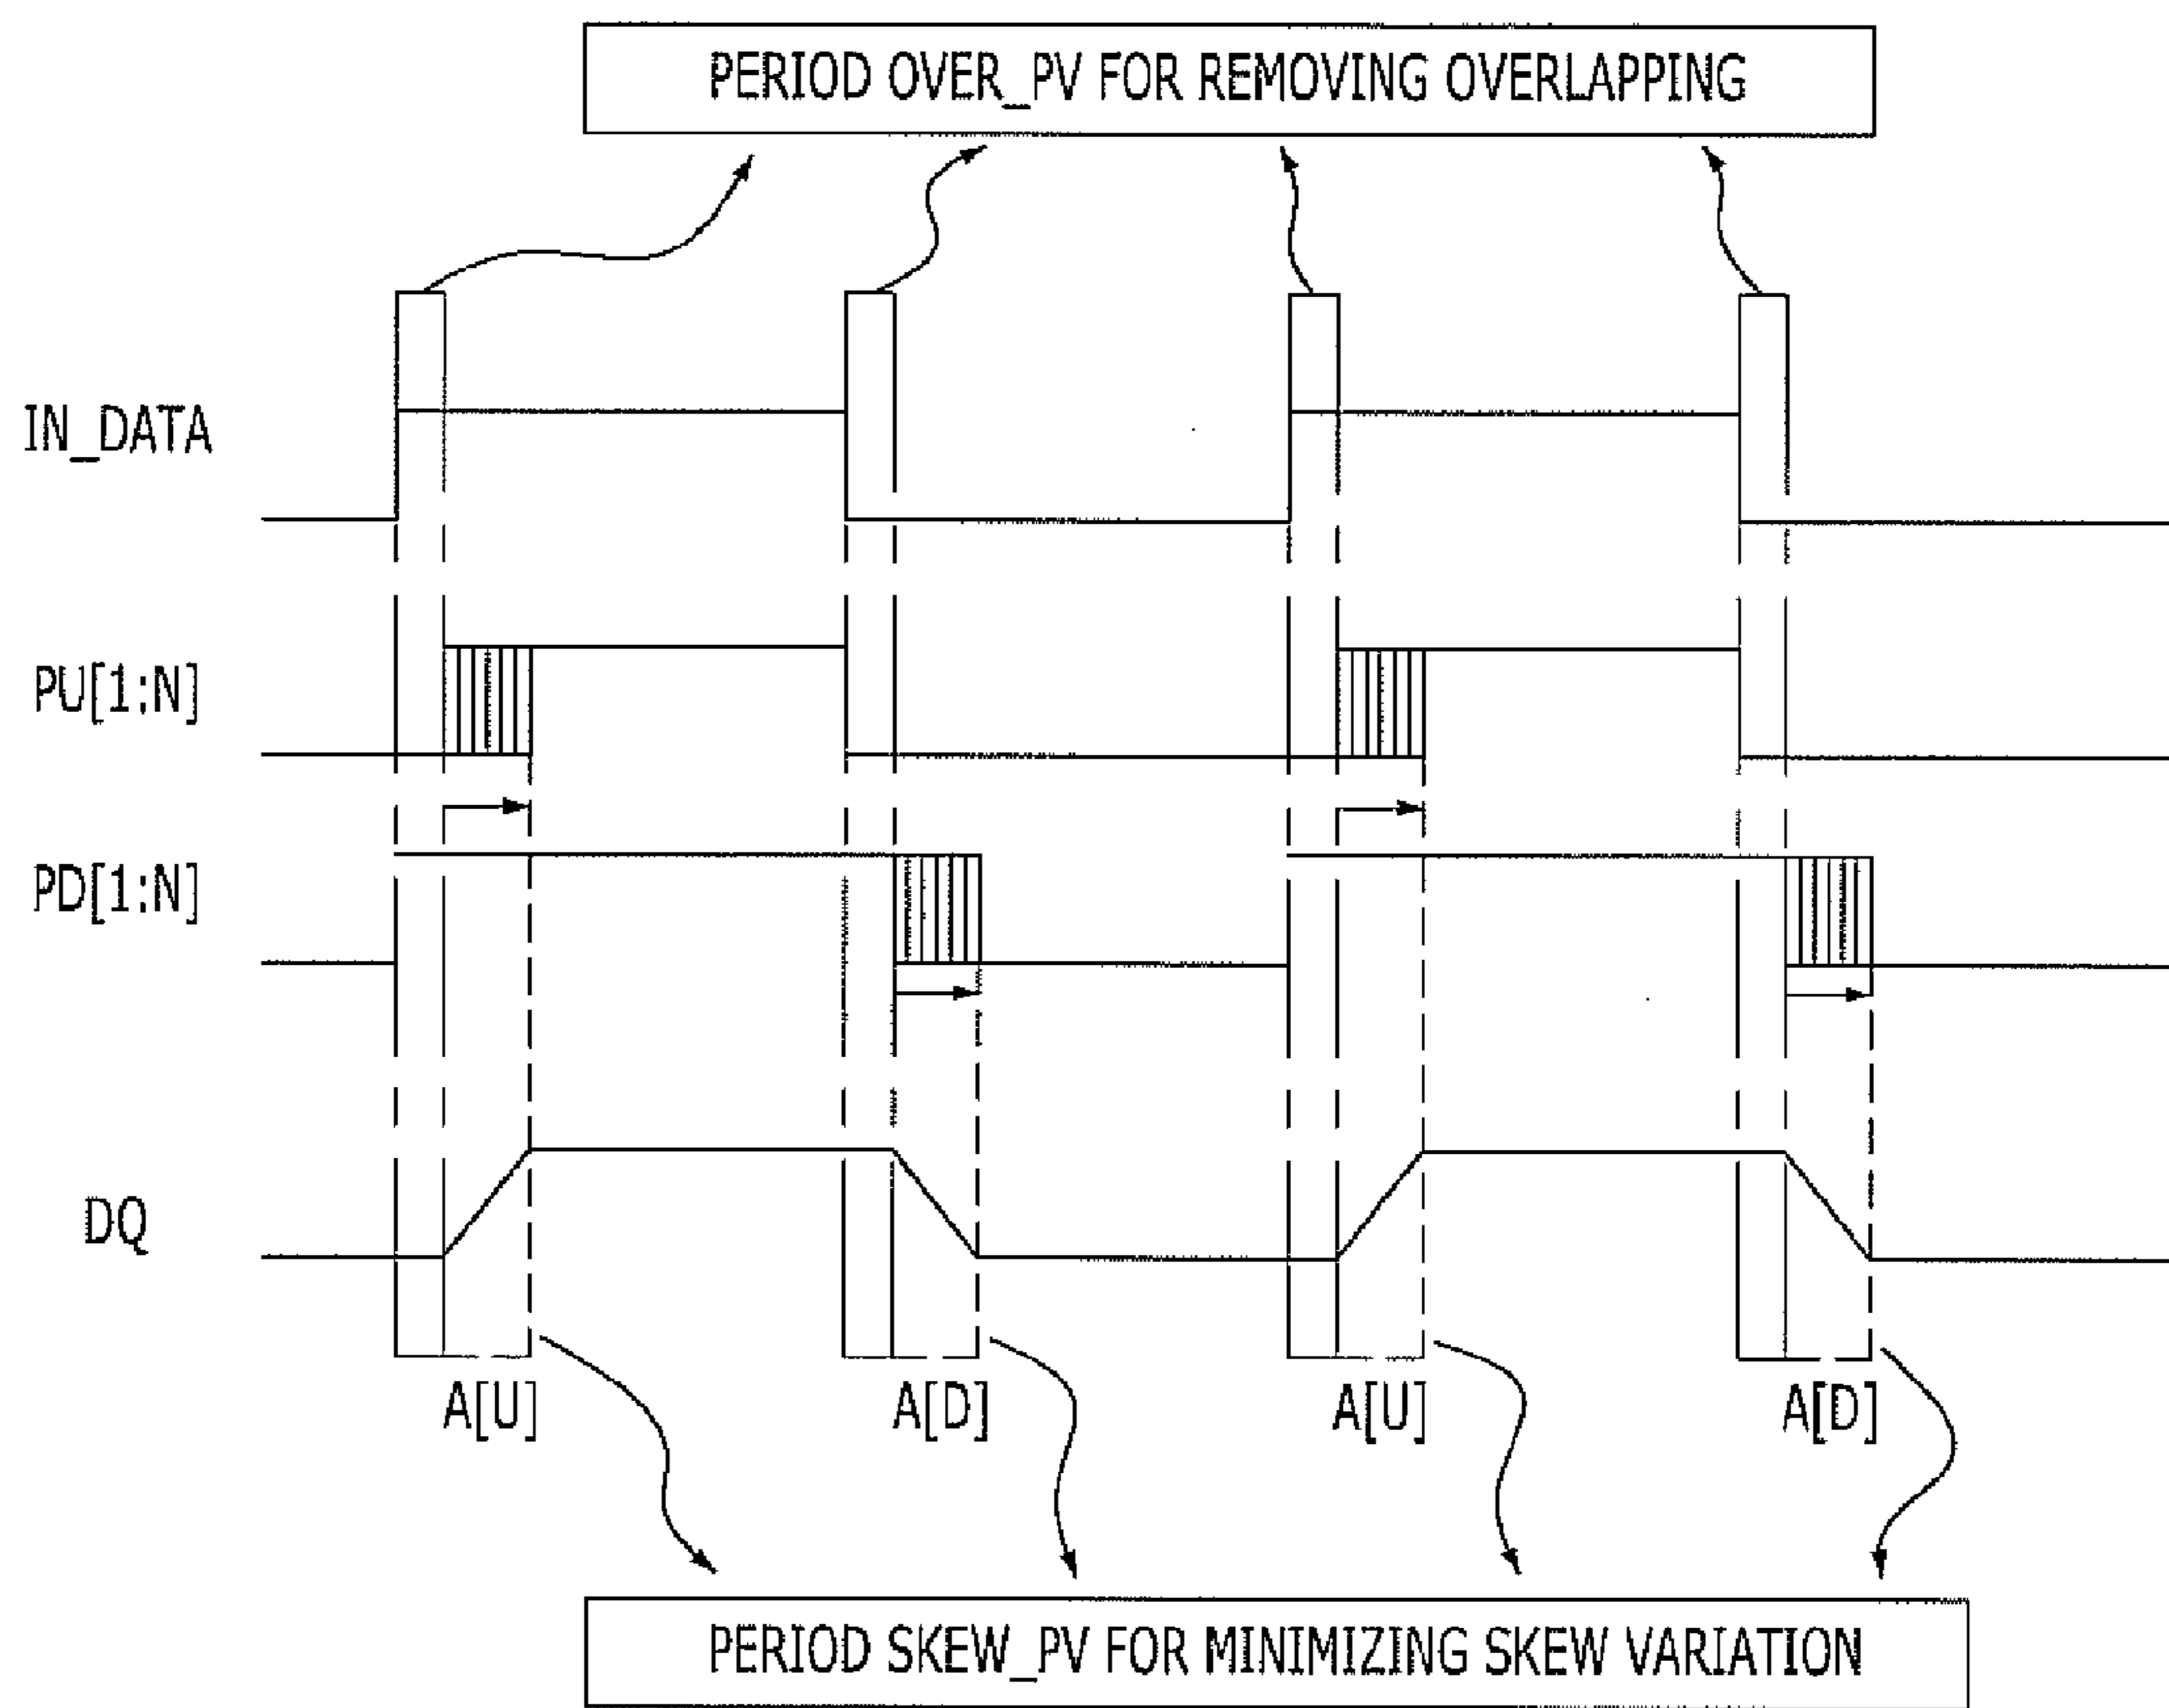 PERIOD OVER_PV FOR REMOVING OVERLAPPING
IN_DATA
PU[1:N]
PD[1:N]
DQ
A[U]
A[D]
A[U]
A[D]
PERIOD SKEW_PV FOR MINIMIZING SKEW VARIATION